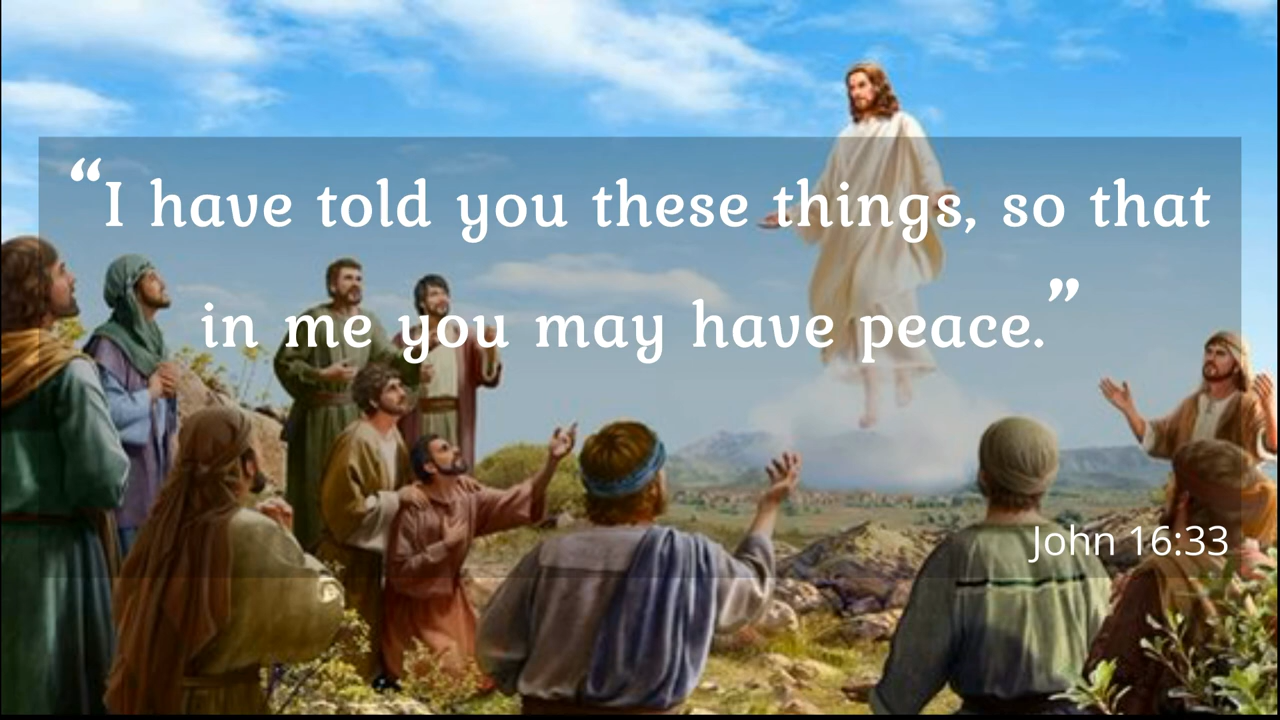 “I have told you these things, so that
in me you may have peace.”
John 16:33